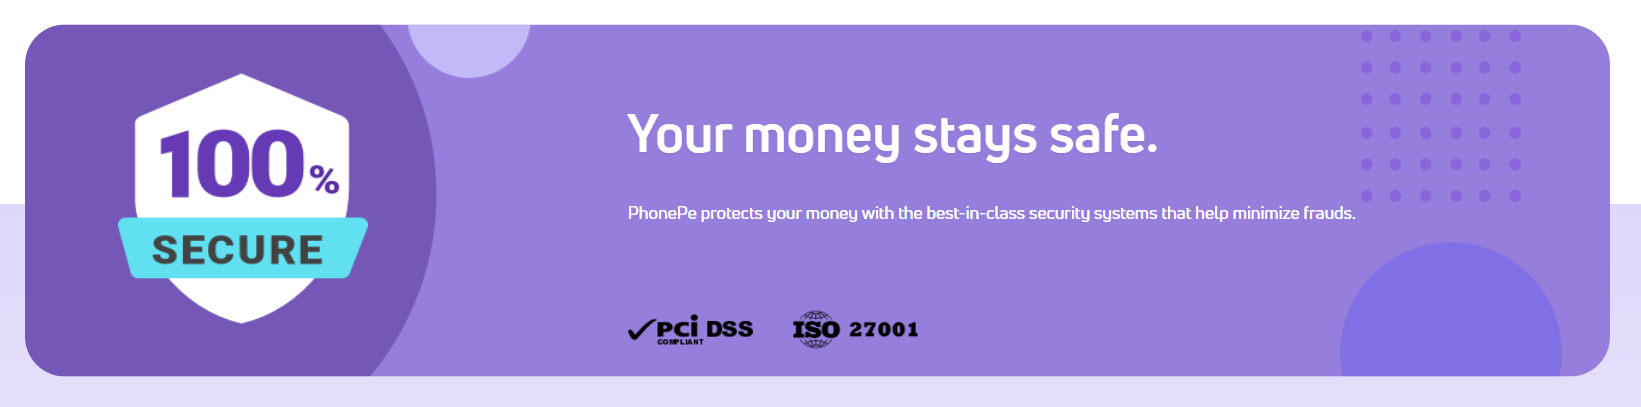 100%
SECURE
Your money stays safe.
PhonePe protects your money with the best-in-class security systems that help minimize frauds.
PCi DSS
COMPLIANT
ISO 27001